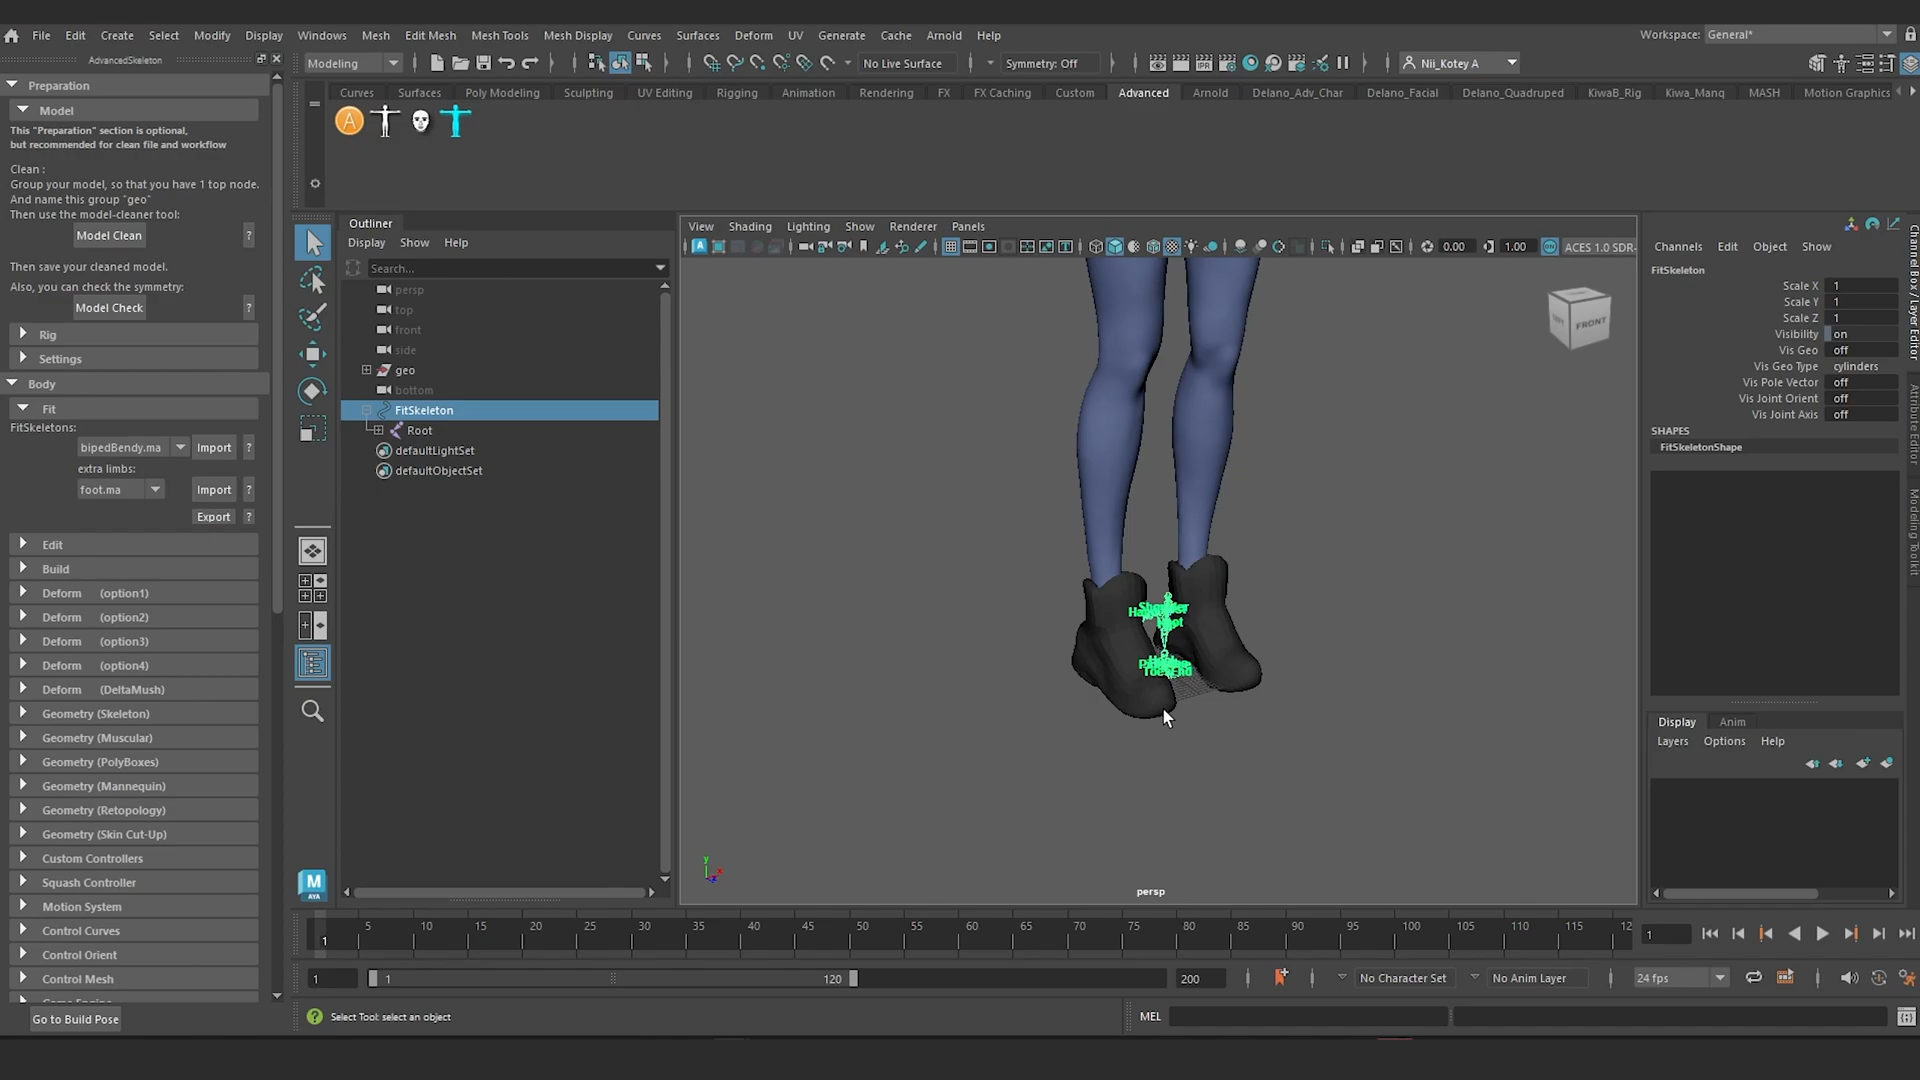 File Edit Create Select Modify Display Windows Mesh Edit Mesh Mesh Tools Mesh Display Curves Surfaces Deform UV Generate Cache Arnold Help
Workspace: General*
AdvancedSkeleton
Modeling
No Live Surface
Symmetry: Off
Nii_Kotey A
Preparation
Model
This "Preparation" section is optional,
but recommended for clean file and workflow
Clean :
Group your model, so that you have 1 top node.
And name this group "geo"
Then use the model-cleaner tool:
Model Clean ?
Then save your cleaned model.
Also, you can check the symmetry:
Model Check ?
Rig
Settings
Body
Fit
FitSkeletons:
bipedBendy.ma Import ?
extra limbs:
foot.ma Import ?
Export ?
Edit
Build
Deform (option1)
Deform (option2)
Deform (option3)
Deform (option4)
Deform (DeltaMush)
Geometry (Skeleton)
Geometry (Muscular)
Geometry (PolyBoxes)
Geometry (Mannequin)
Geometry (Retopology)
Geometry (Skin Cut-Up)
Custom Controllers
Squash Controller
Motion System
Control Curves
Control Orient
Control Mesh
Go to Build Pose
Curves Surfaces Poly Modeling Sculpting UV Editing Rigging Animation Rendering FX FX Caching Custom Advanced Arnold Delano_Adv_Char Delano_Facial Delano_Quadruped KiwaB_Rig Kiwa_Manq MASH Motion Graphics
A
Outliner
Display Show Help
Search...
persp
top
front
side
geo
bottom
FitSkeleton
Root
defaultLightSet
defaultObjectSet
M
View Shading Lighting Show Renderer Panels
0.00 1.00 ACES 1.0 SDR-
FRONT
Shoulder
ToesEnd
y
x
persp
Channels Edit Object Show
FitSkeleton
Scale X 1
Scale Y 1
Scale Z 1
Visibility on
Vis Geo off
Vis Geo Type cylinders
Vis Pole Vector off
Vis Joint Orient off
Vis Joint Axis off
SHAPES
FitSkeletonShape
Display Anim
Layers Options Help
Channel Box / Layer Editor
Attribute Editor
Modeling Toolkit
1 5 10 15 20 25 30 35 40 45 50 55 60 65 70 75 80 85 90 95 100 105 110 115 12
1
1 1 120 200
No Character Set
No Anim Layer
24 fps
Select Tool: select an object
MEL